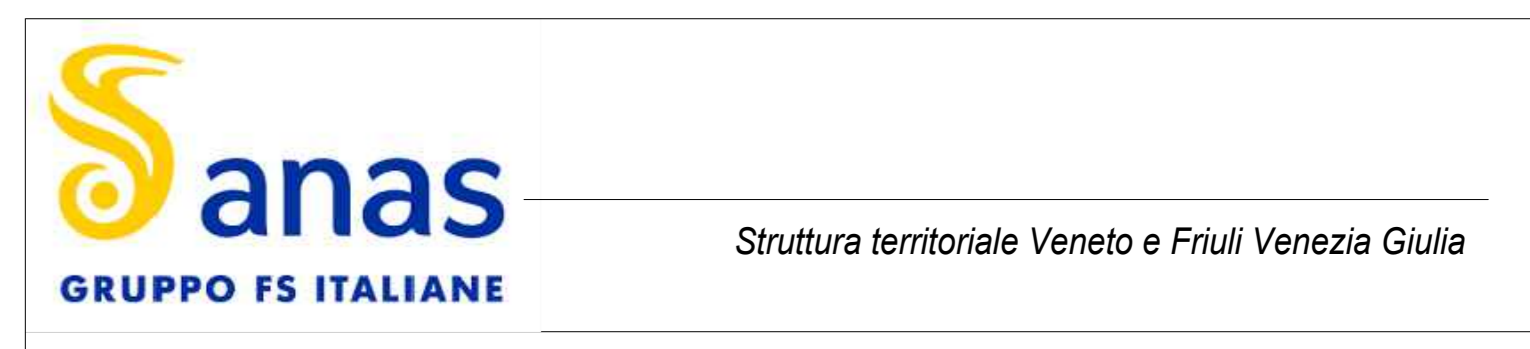 anas
GRUPPO FS ITALIANE
Struttura territoriale Veneto e Friuli Venezia Giulia